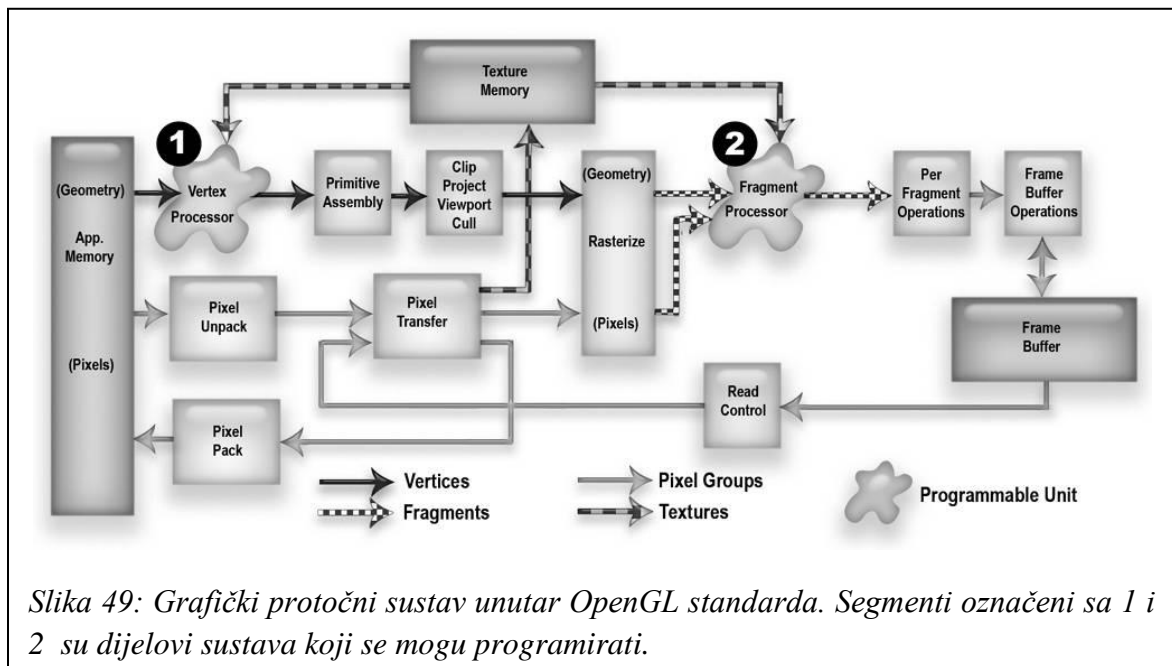 Texture
Memory
1
2
(Geometry)
App.
Memory
(Pixels)
Vertex
Processor
Primitive
Assembly
Clip
Project
Viewport
Cull
(Geometry)
Rasterize
(Pixels)
Fragment
Processor
Per
Fragment
Operations
Frame
Buffer
Operations
Pixel
Unpack
Pixel
Transfer
Frame
Buffer
Read
Control
Pixel
Pack
Vertices
Fragments
Pixel Groups
Textures
Programmable Unit
Slika 49: Grafički protočni sustav unutar OpenGL standarda. Segmenti označeni sa 1 i
2 su dijelovi sustava koji se mogu programirati.